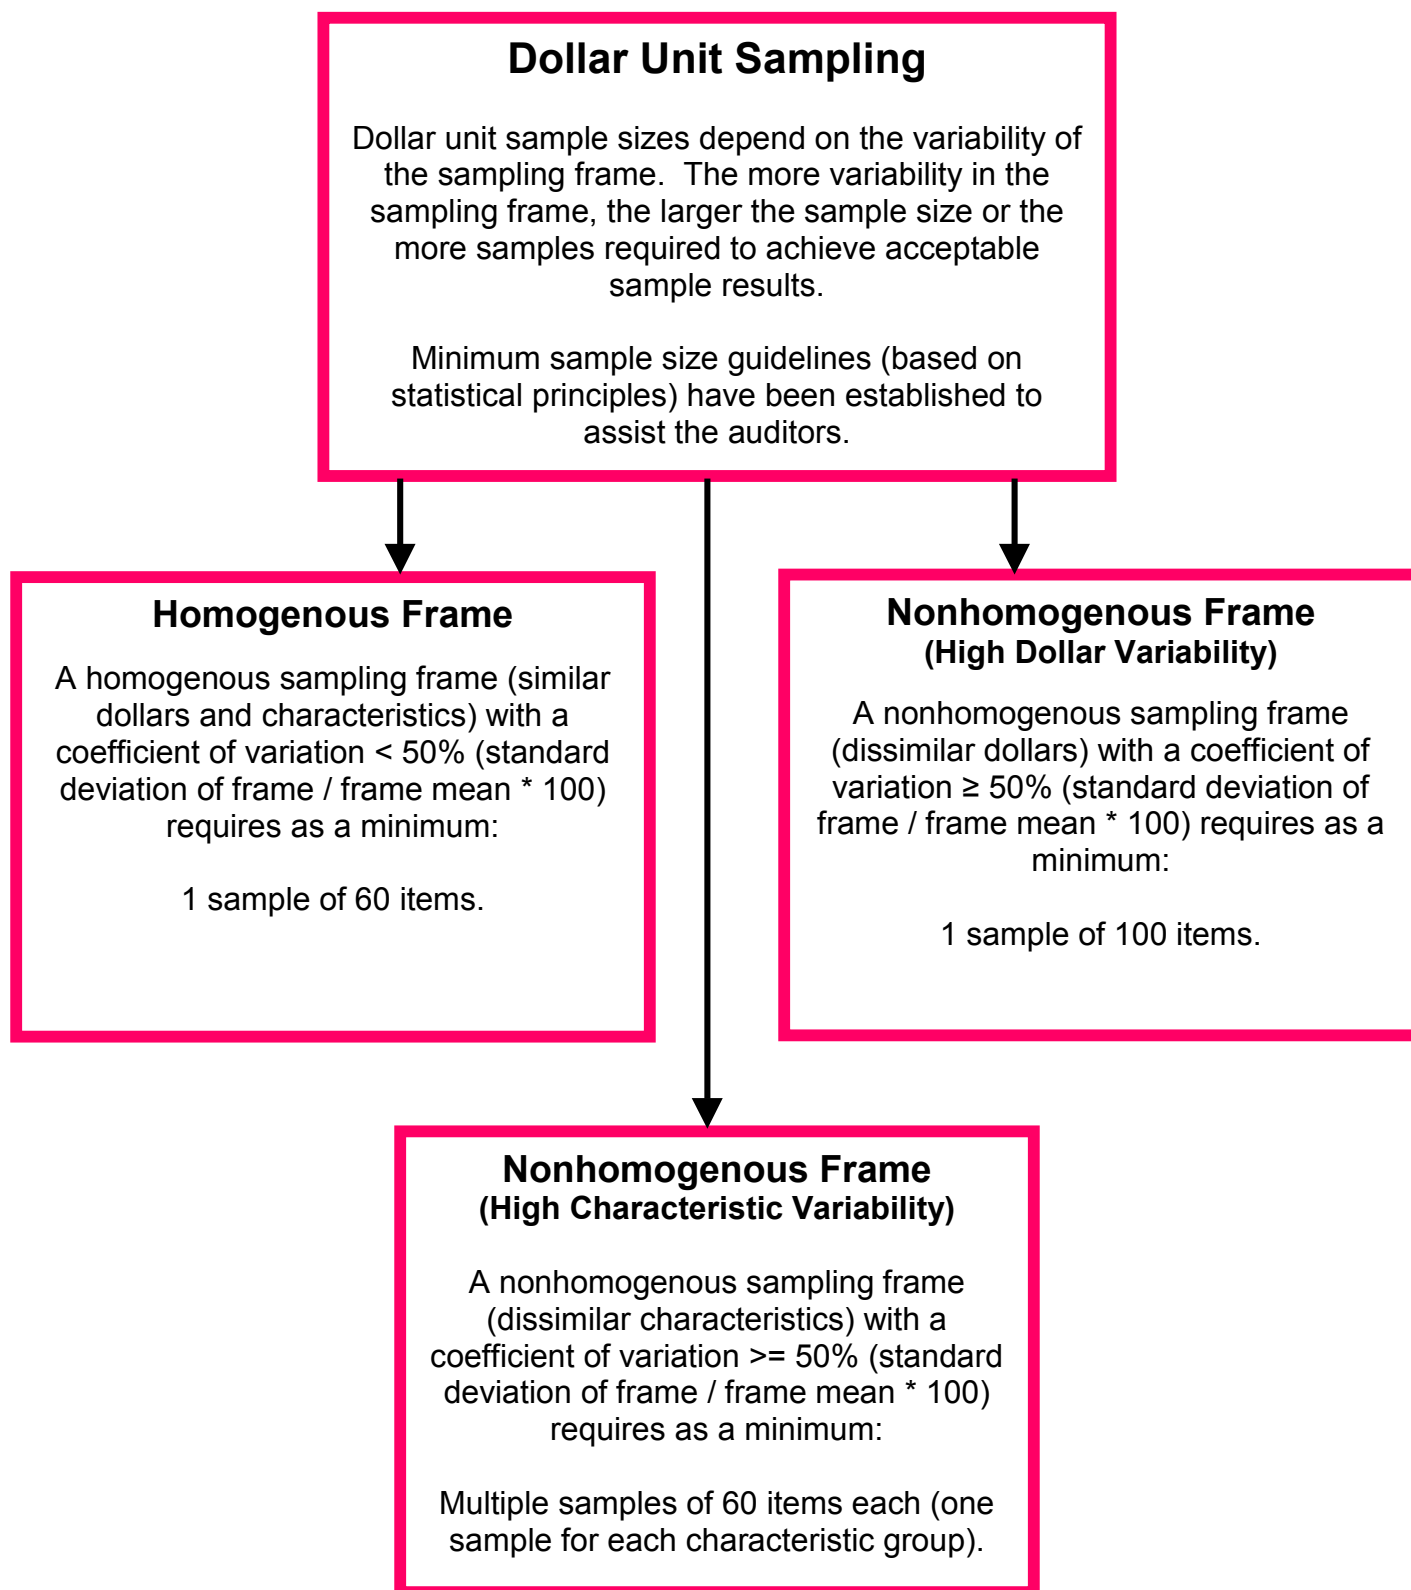 Dollar Unit Sampling
Dollar unit sample sizes depend on the variability of
the sampling frame.  The more variability in the
sampling frame, the larger the sample size or the
more samples required to achieve acceptable
sample results.
Minimum sample size guidelines (based on
statistical principles) have been established to
assist the auditors.
Homogenous Frame
A homogenous sampling frame (similar
dollars and characteristics) with a
coefficient of variation < 50% (standard
deviation of frame / frame mean * 100)
requires as a minimum:
1 sample of 60 items.
Nonhomogenous Frame
(High Dollar Variability)
A nonhomogenous sampling frame
(dissimilar dollars) with a coefficient of
variation ≥ 50% (standard deviation of
frame / frame mean * 100) requires as a
minimum:
1 sample of 100 items.
Nonhomogenous Frame
(High Characteristic Variability)
A nonhomogenous sampling frame
(dissimilar characteristics) with a
coefficient of variation >= 50% (standard
deviation of frame / frame mean * 100)
requires as a minimum:
Multiple samples of 60 items each (one
sample for each characteristic group).